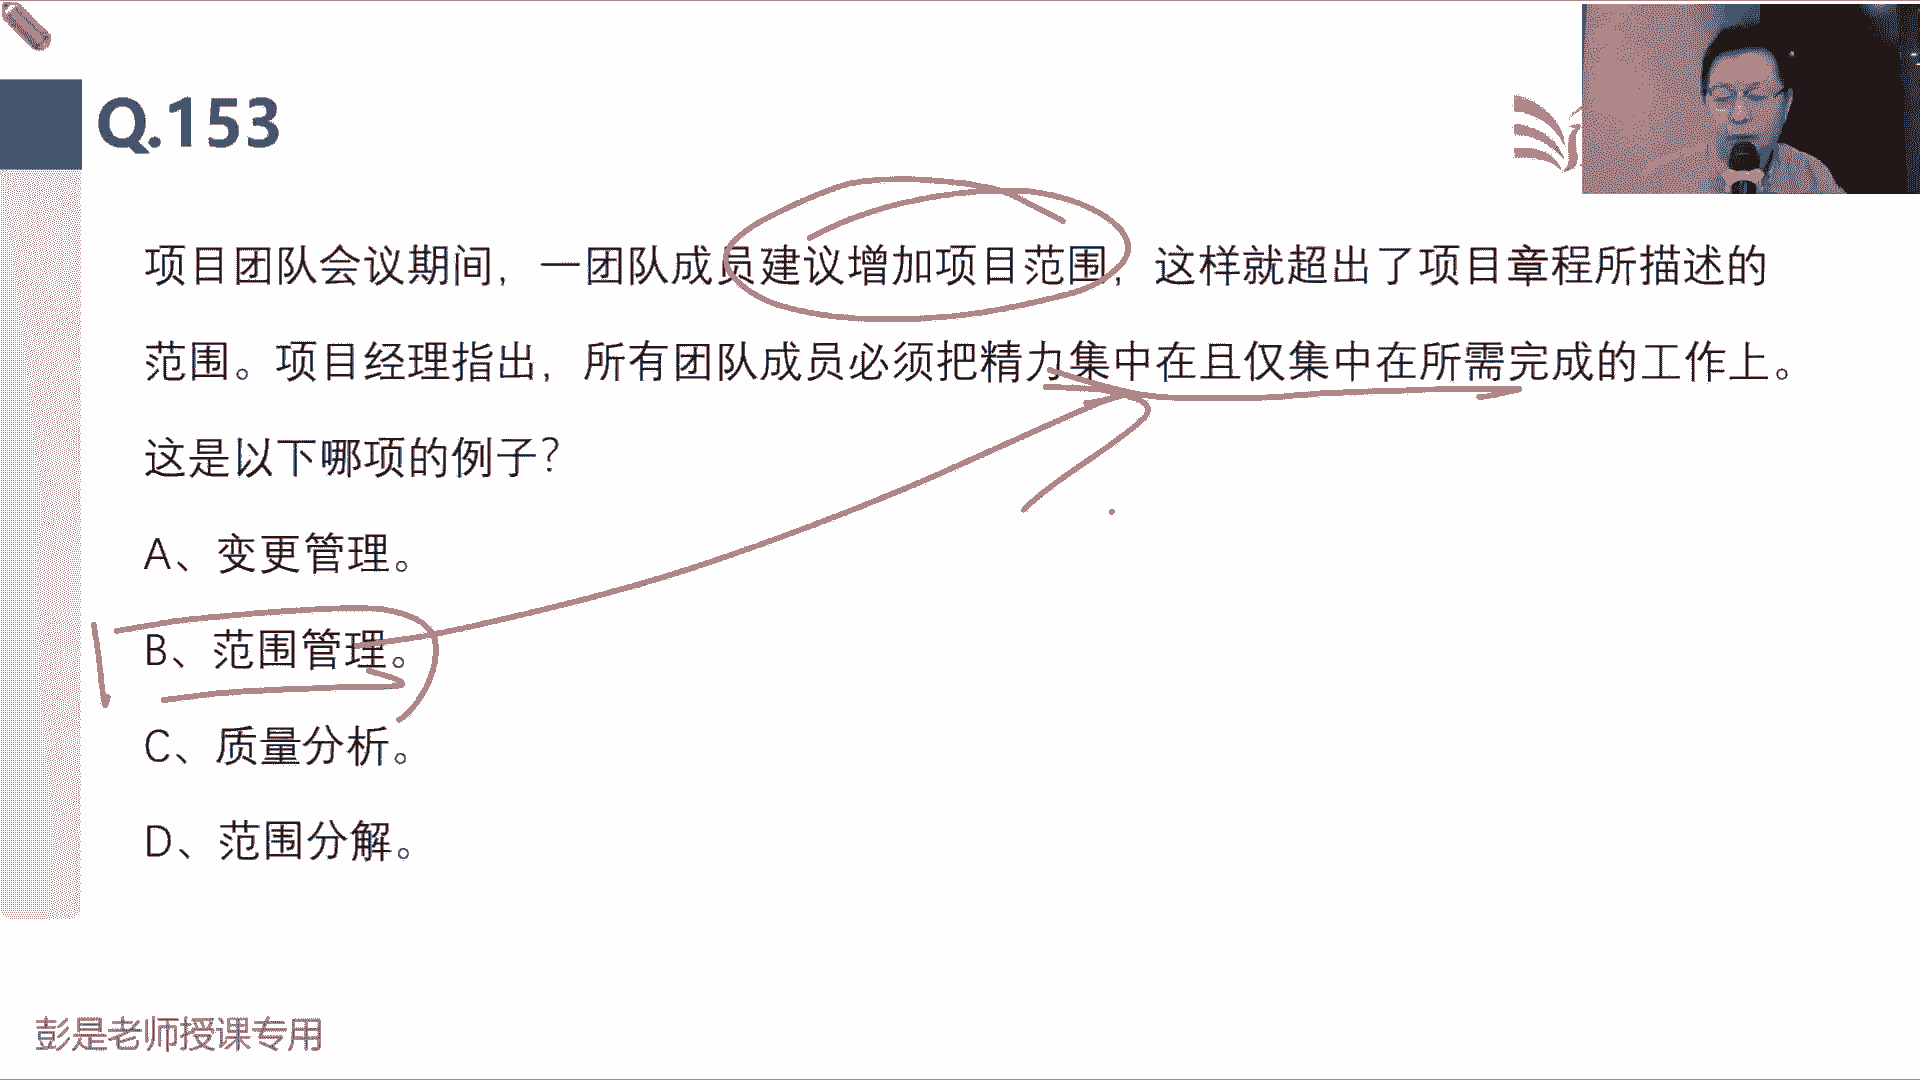 Q.153
项目团队会议期间，一团队成员建议增加项目范围，这样就超出了项目章程所描述的
范围。项目经理指出，所有团队成员必须把精力集中在且仅集中在所需完成的工作上。
这是以下哪项的例子？
A、变更管理。
B、范围管理。
C、质量分析。
D、范围分解。
彭是老师授课专用